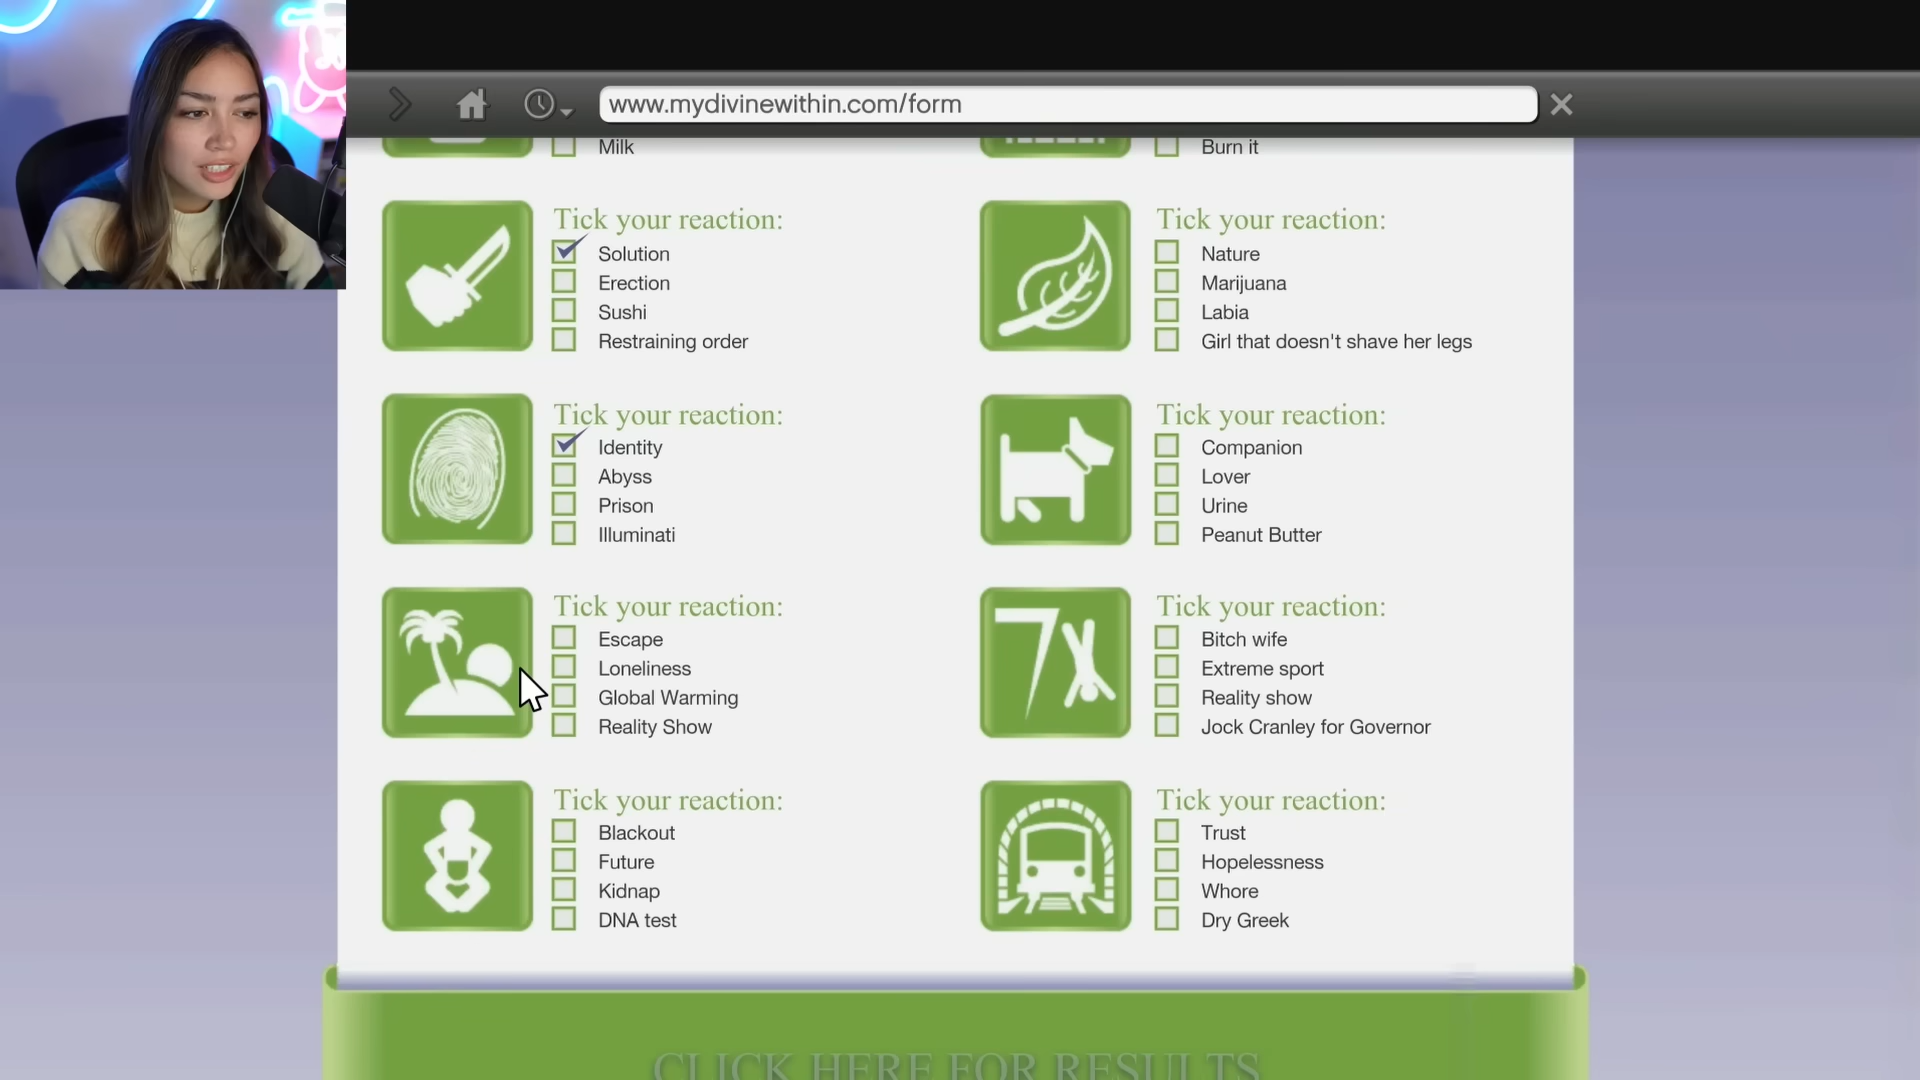 www.mydivinewithin.com/form
Milk
Burn it
Tick your reaction:
Solution
Erection
Sushi
Restraining order
Tick your reaction:
Nature
Marijuana
Labia
Girl that doesn't shave her legs
Tick your reaction:
Identity
Abyss
Prison
Illuminati
Tick your reaction:
Companion
Lover
Urine
Peanut Butter
Tick your reaction:
Escape
Loneliness
Global Warming
Reality Show
Tick your reaction:
Bitch wife
Extreme sport
Reality show
Jock Cranley for Governor
Tick your reaction:
Blackout
Future
Kidnap
DNA test
Tick your reaction:
Trust
Hopelessness
Whore
Dry Greek
CLICK HERE FOR RESULTS